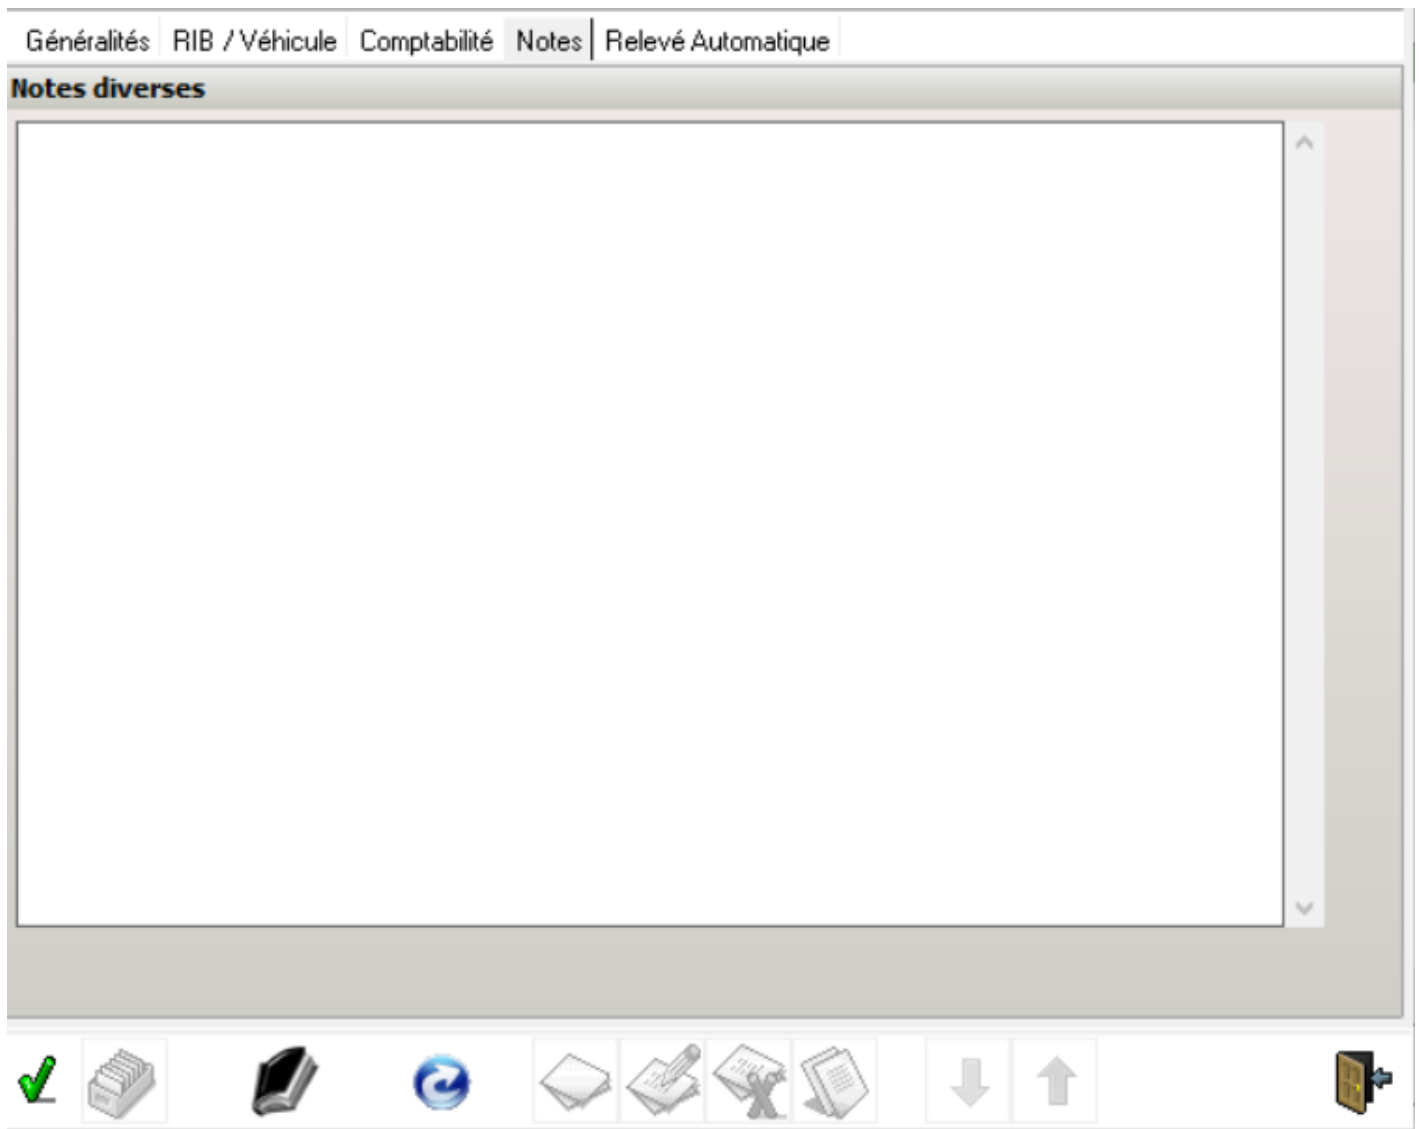 Généralités RIB / Véhicule Comptabilité Notes Relevé Automatique
Notes diverses